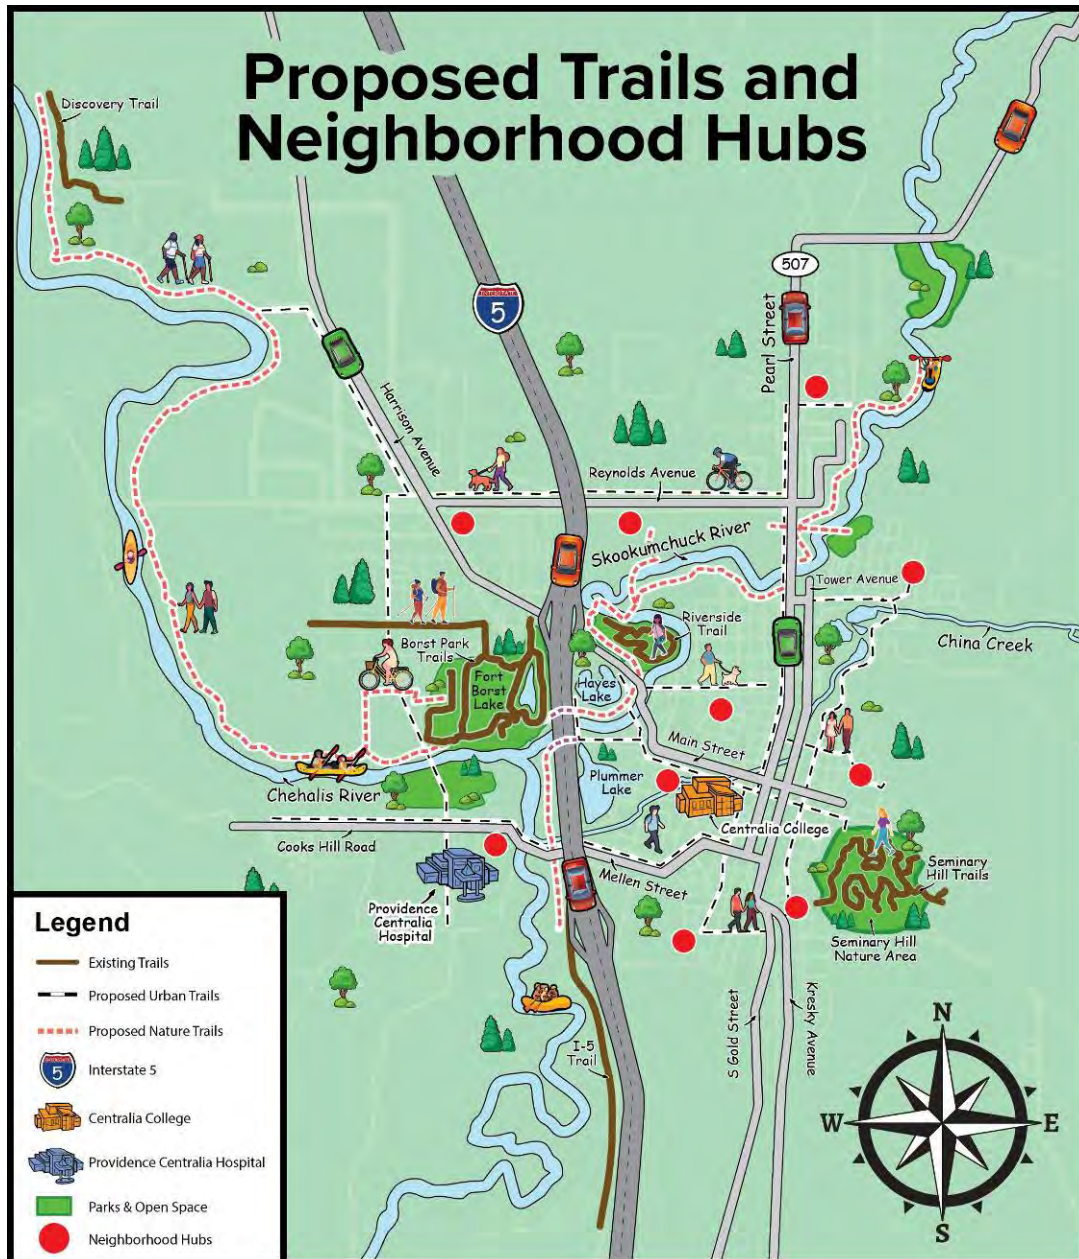 Proposed Trails and
Neighborhood Hubs
Discovery Trail
507
INTERSTATE
5
Pearl Street
Harrison Avenue
Reynolds Avenue
Skookumchuck River
Tower Avenue
Riverside
Trail
China Creek
Borst Park
Trails
Fort
Borst
Lake
Hayes
Lake
Main Street
Plummer
Lake
Chehalis River
Centralia College
Cooks Hill Road
Mellen Street
Seminary
Hill Trails
Providence
Centralia
Hospital
Seminary Hill
Nature Area
S Gold Street
Kresky Avenue
I-5
Trail
N
W
E
S
Legend
Existing Trails
Proposed Urban Trails
Proposed Nature Trails
INTERSTATE
5
Interstate 5
Centralia College
Providence Centralia Hospital
Parks & Open Space
Neighborhood Hubs